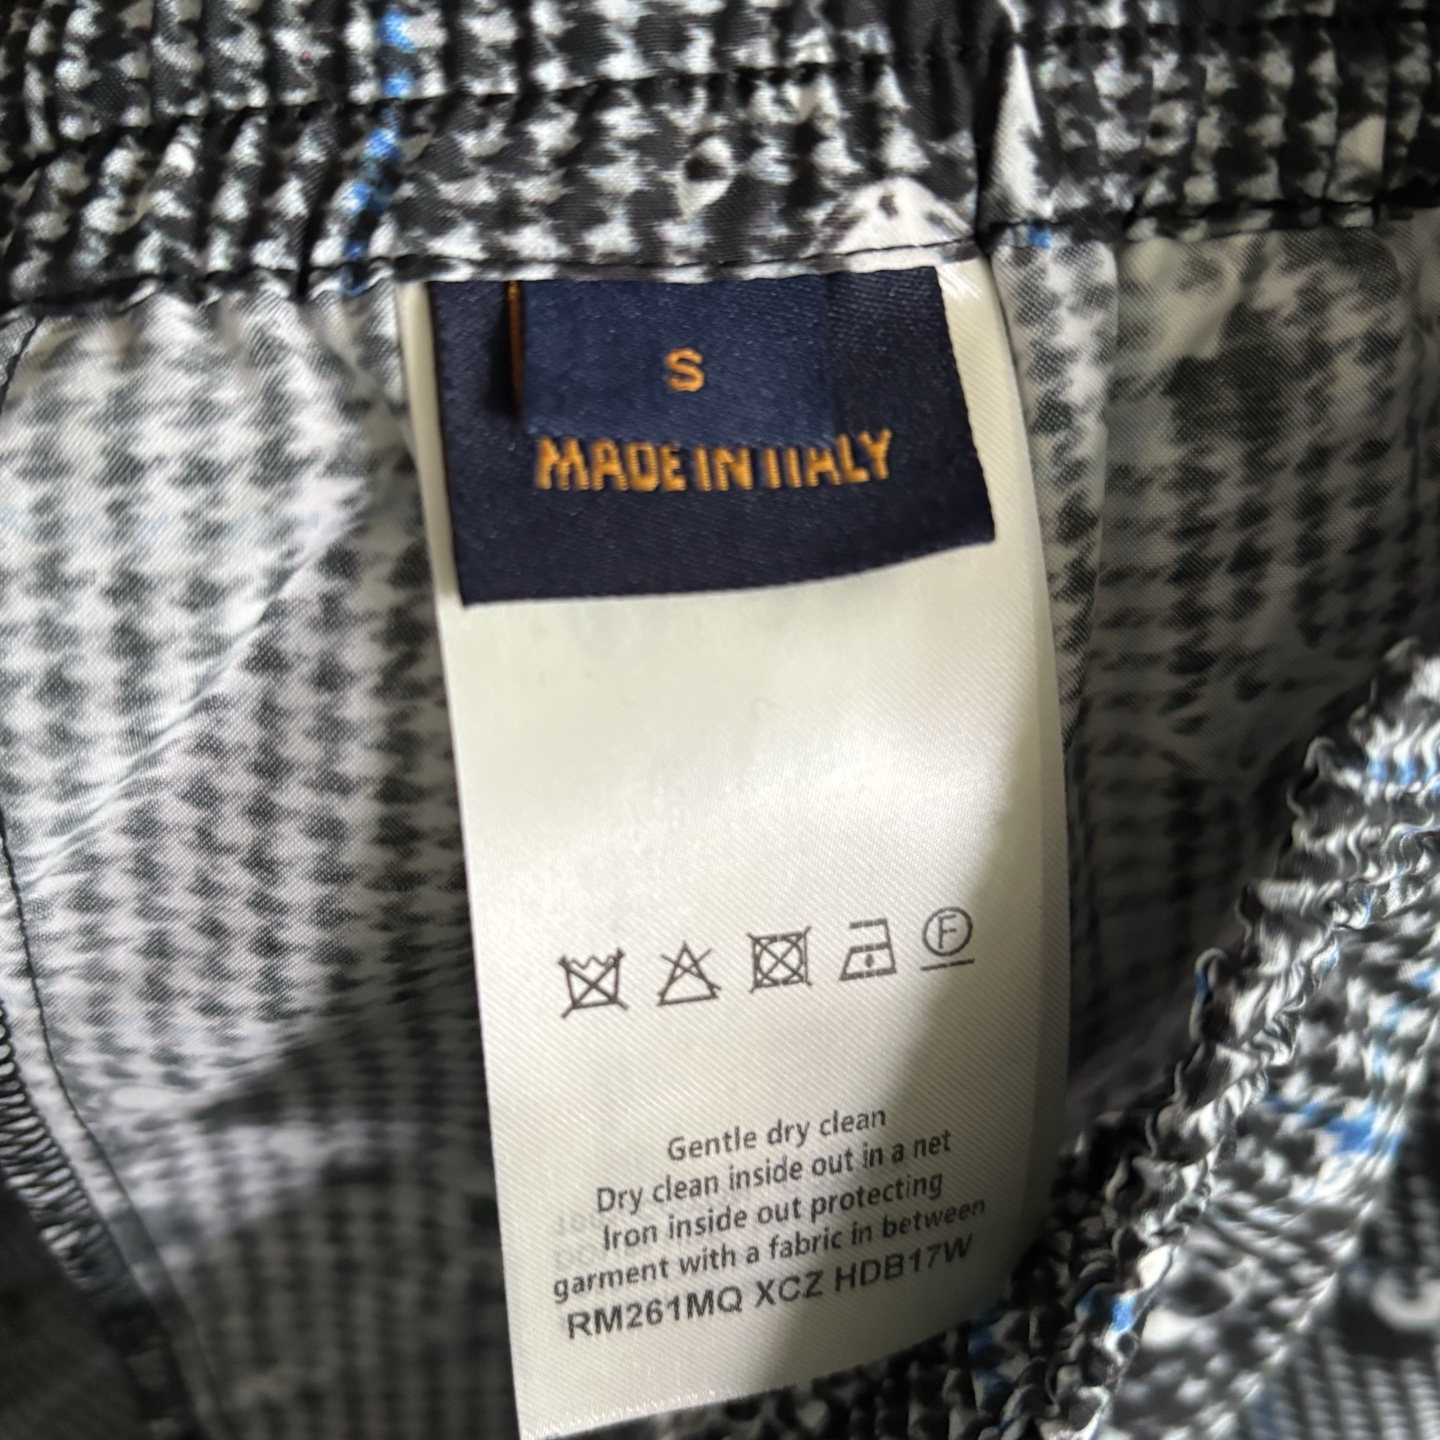 S
MADE IN ITALY
F
Gentle dry clean
Dry clean inside out in a net
Iron inside out protecting
garment with a fabric in between
RM261MQ XCZ HDB17W